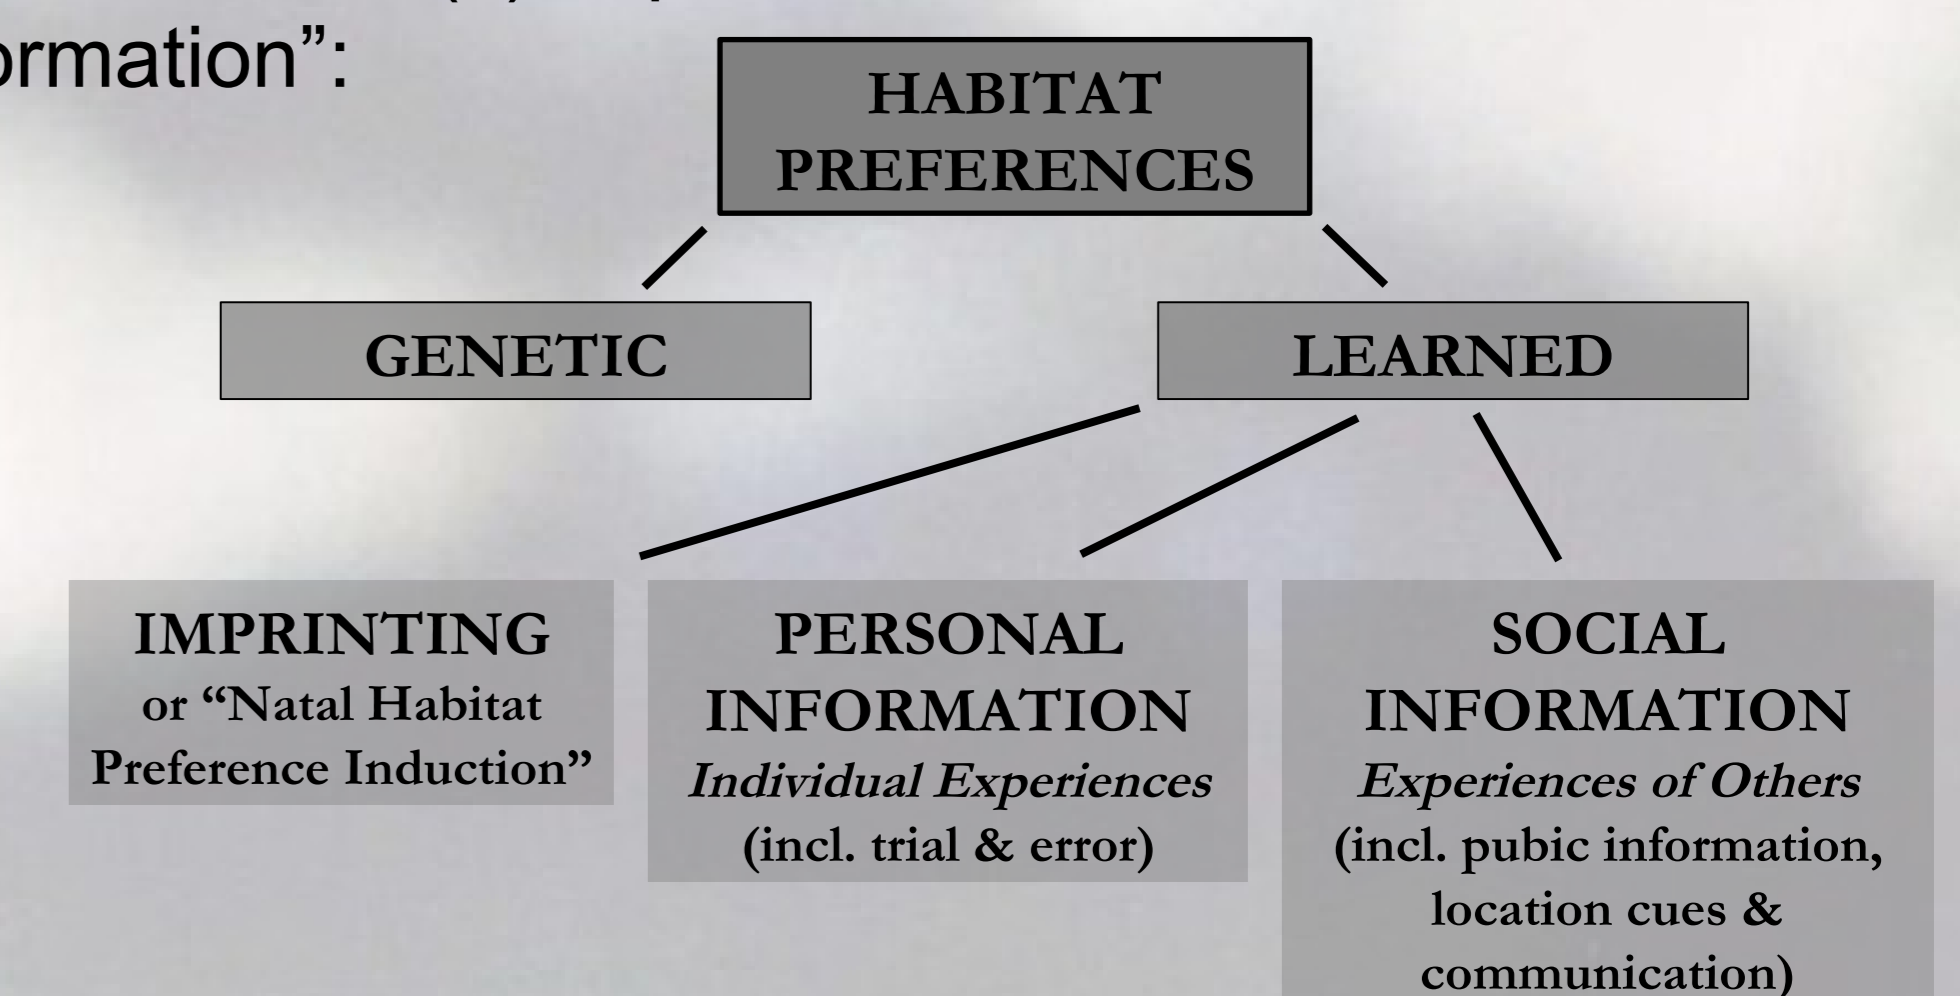 ormation”:
HABITAT
PREFERENCES
GENETIC
LEARNED
IMPRINTING
or “Natal Habitat
Preference Induction”
PERSONAL
INFORMATION
Individual Experiences
(incl. trial & error)
SOCIAL
INFORMATION
Experiences of Others
(incl. pubic information,
location cues &
communication)